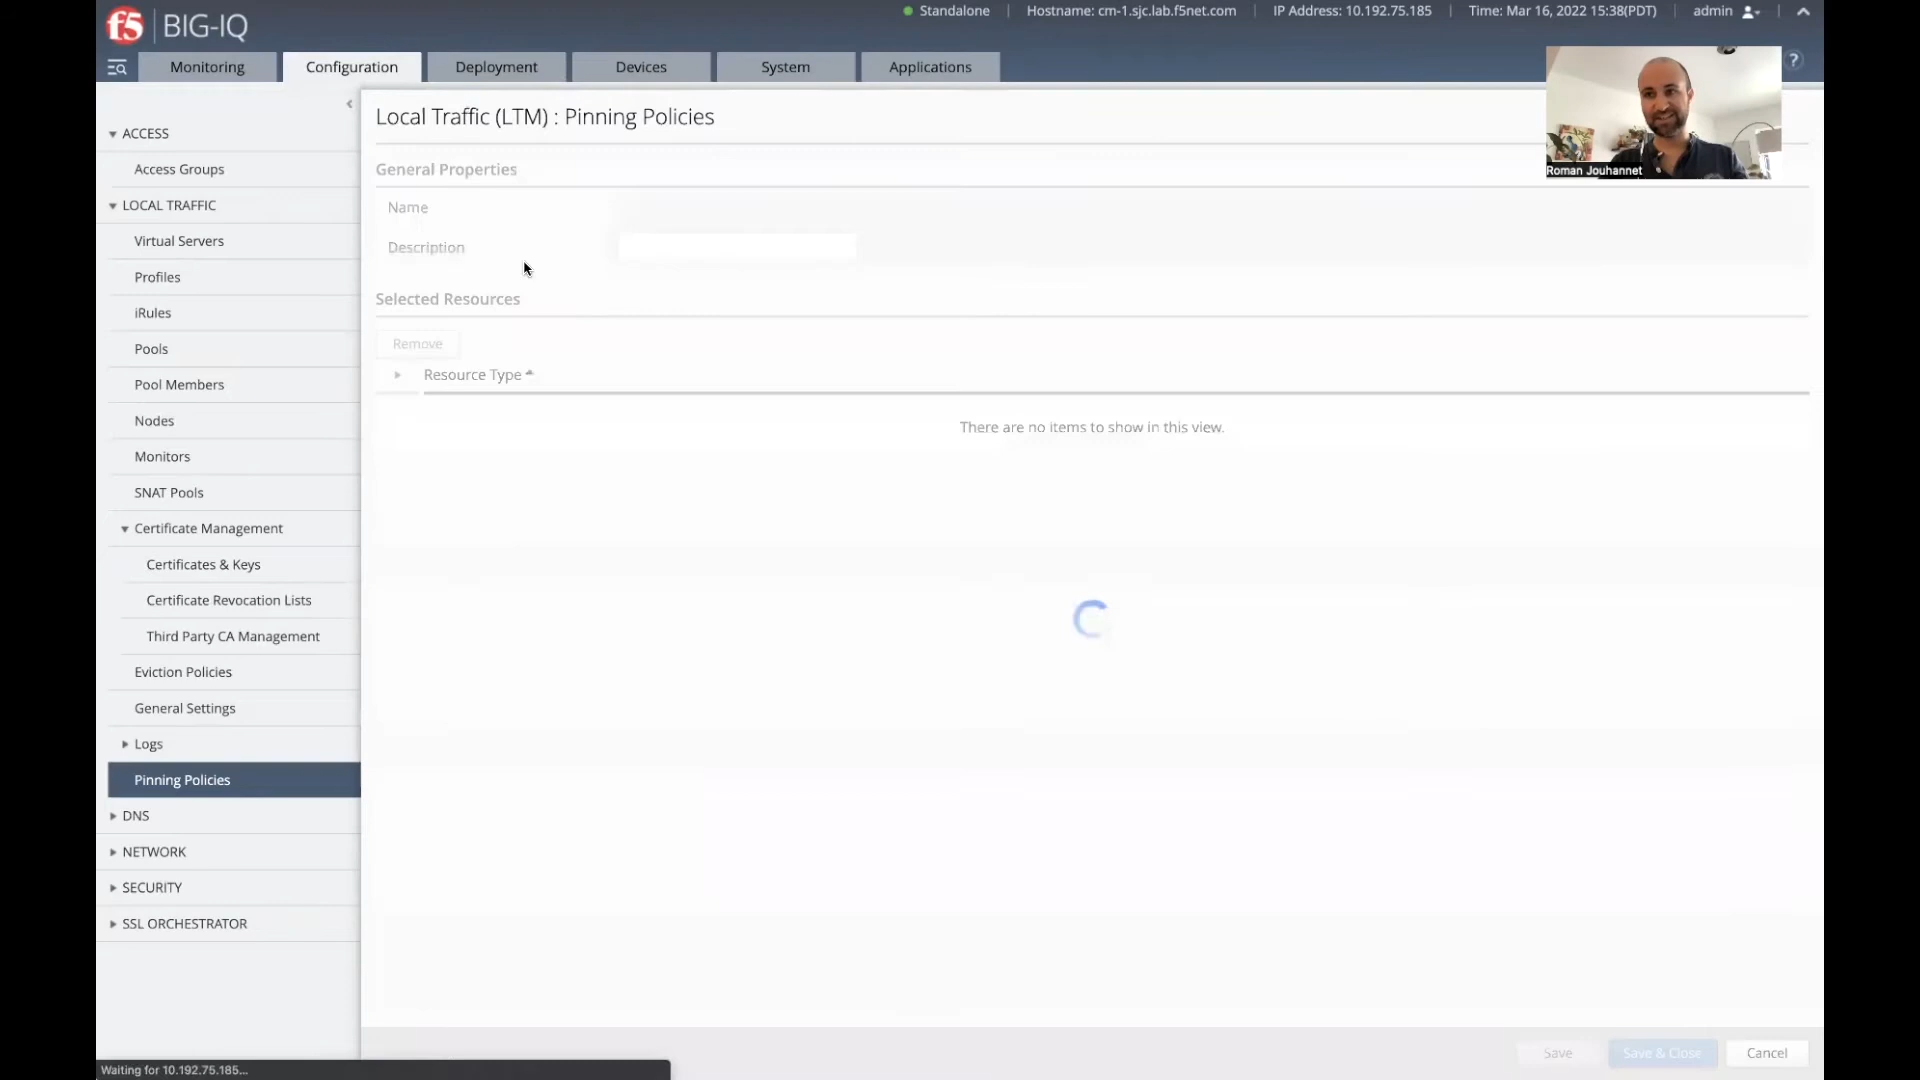 f5 BIG-IQ
Standalone
Hostname: cm-1.sjc.lab.f5net.com
IP Address: 10.192.75.185
Time: Mar 16, 2022 15:38(PDT)
admin
Monitoring
Configuration
Deployment
Devices
System
Applications
?
Roman Jouhannet
ACCESS
Access Groups
LOCAL TRAFFIC
Virtual Servers
Profiles
iRules
Pools
Pool Members
Nodes
Monitors
SNAT Pools
Certificate Management
Certificates & Keys
Certificate Revocation Lists
Third Party CA Management
Eviction Policies
General Settings
Logs
Pinning Policies
DNS
NETWORK
SECURITY
SSL ORCHESTRATOR
Local Traffic (LTM) : Pinning Policies
General Properties
Name
Description
Selected Resources
Remove
Resource Type
There are no items to show in this view.
Save
Save & Close
Cancel
Waiting for 10.192.75.185...